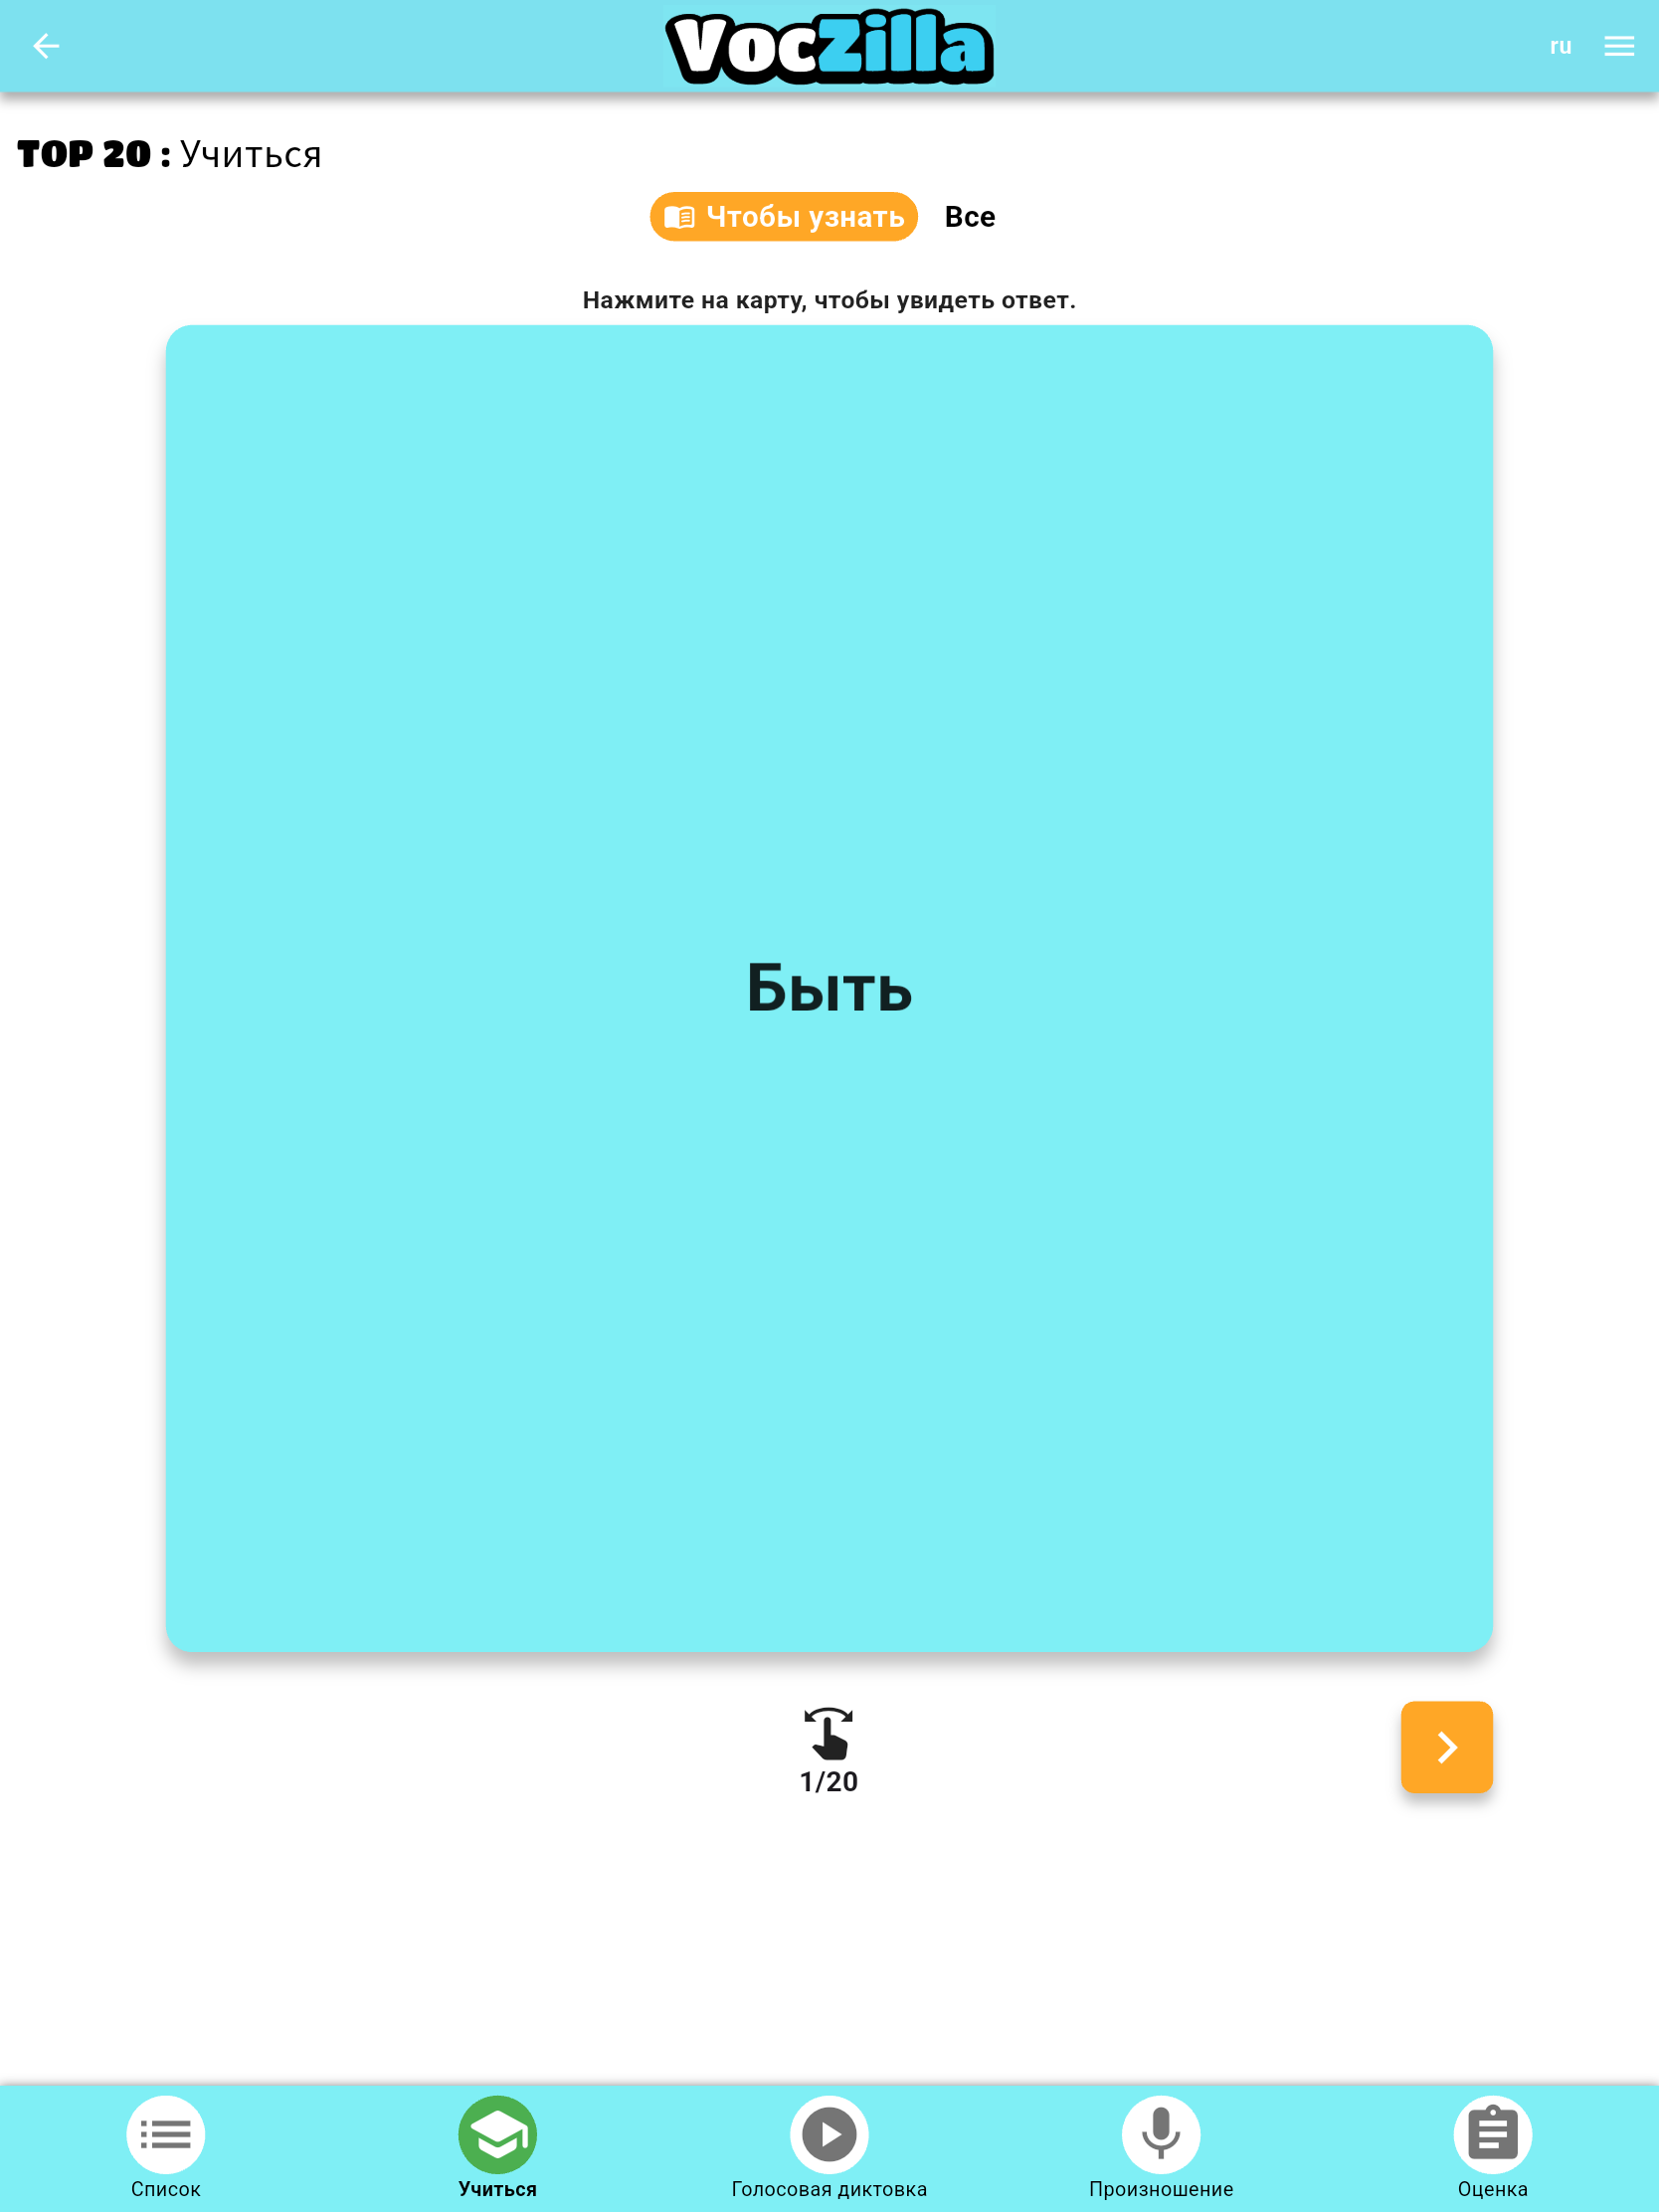 VocZilla
ru
TOP 20 : Учиться
Чтобы узнать
Все
Нажмите на карту, чтобы увидеть ответ.
Быть
1/20
Список
Учиться
Голосовая диктовка
Произношение
Оценка